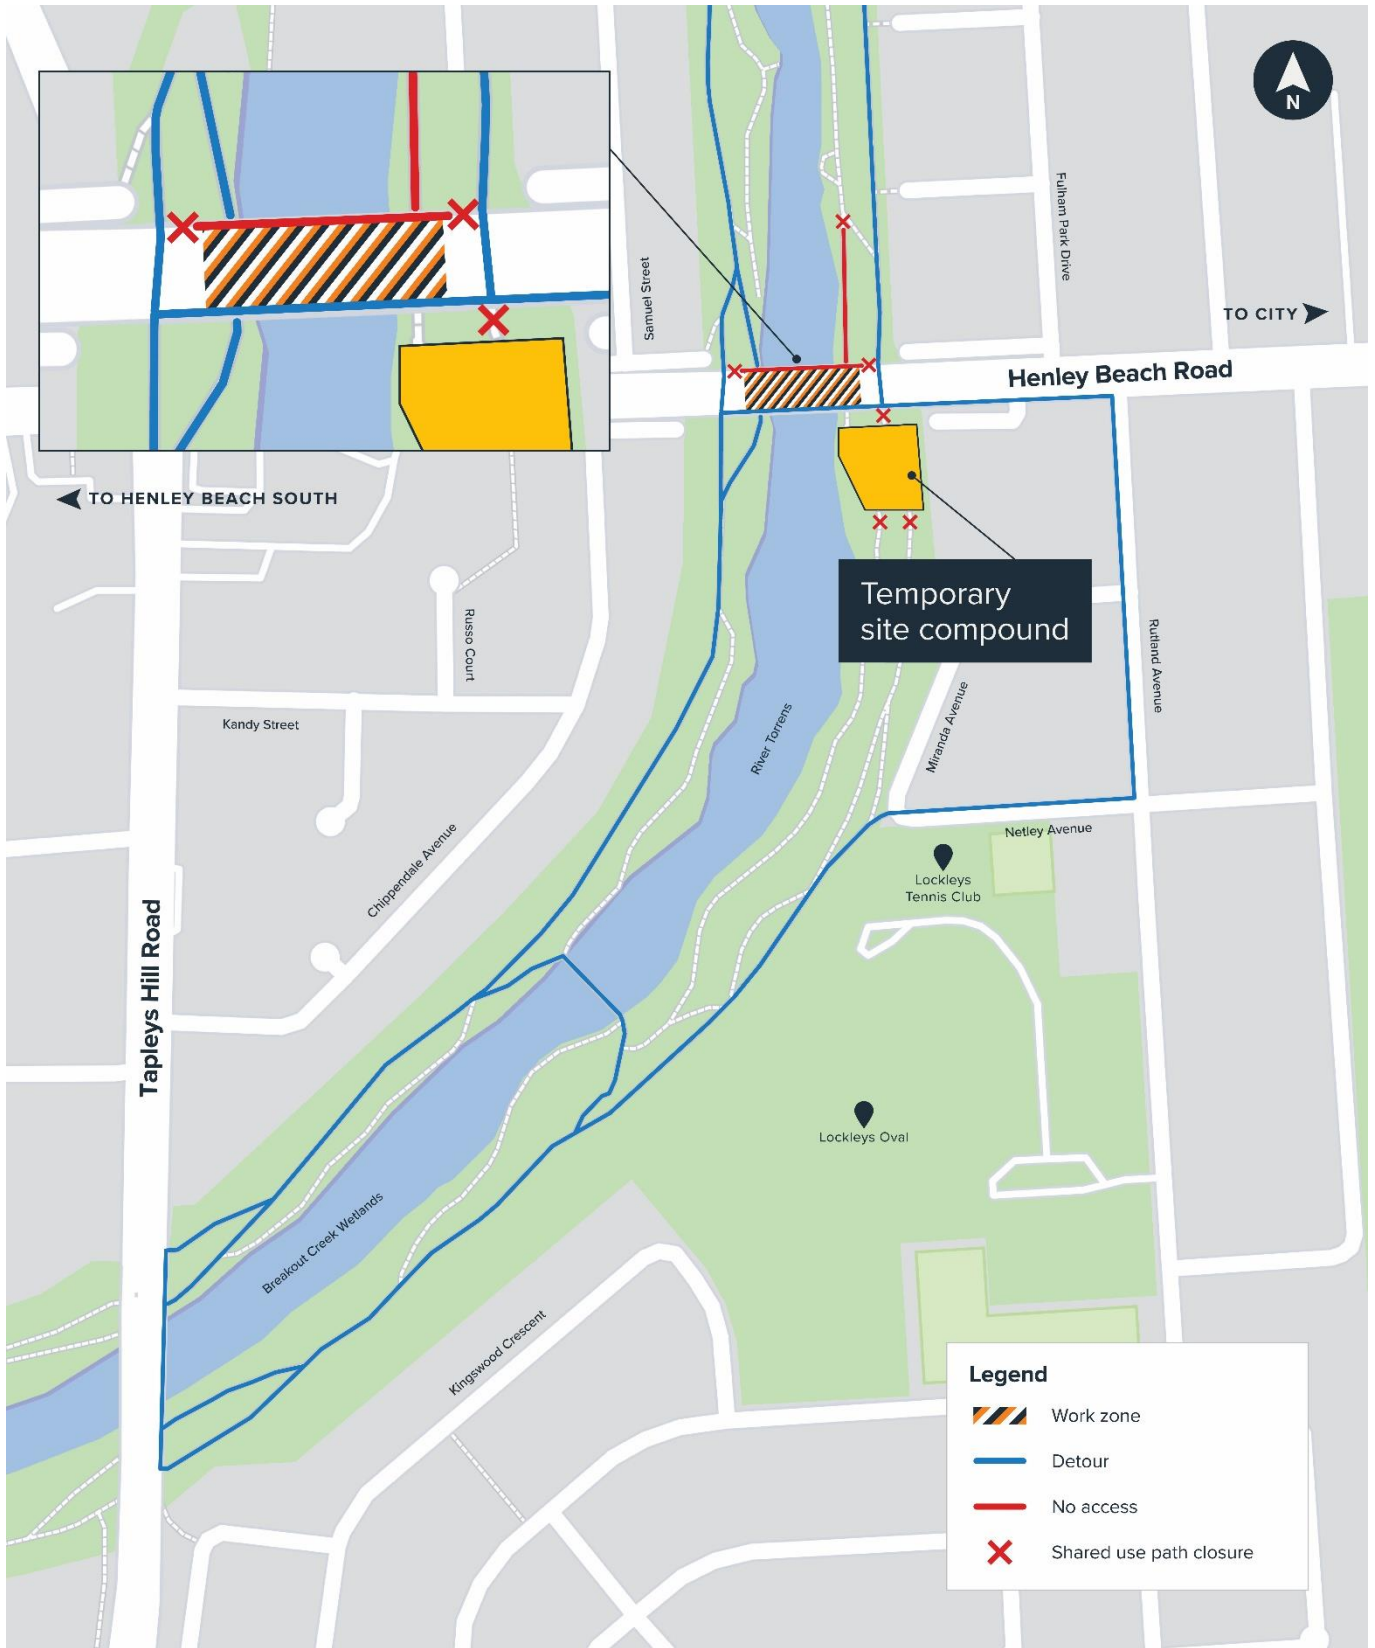 N
Fulham Park Drive
Samuel Street
TO CITY
Henley Beach Road
TO HENLEY BEACH SOUTH
Temporary
site compound
Russo Court
Rutland Avenue
Kandy Street
River Torrens
Miranda Avenue
Netley Avenue
Chippendale Avenue
Lockleys
Tennis Club
Tapleys Hill Road
Lockleys Oval
Breakout Creek Wetlands
Kingswood Crescent
Legend
Work zone
Detour
No access
Shared use path closure